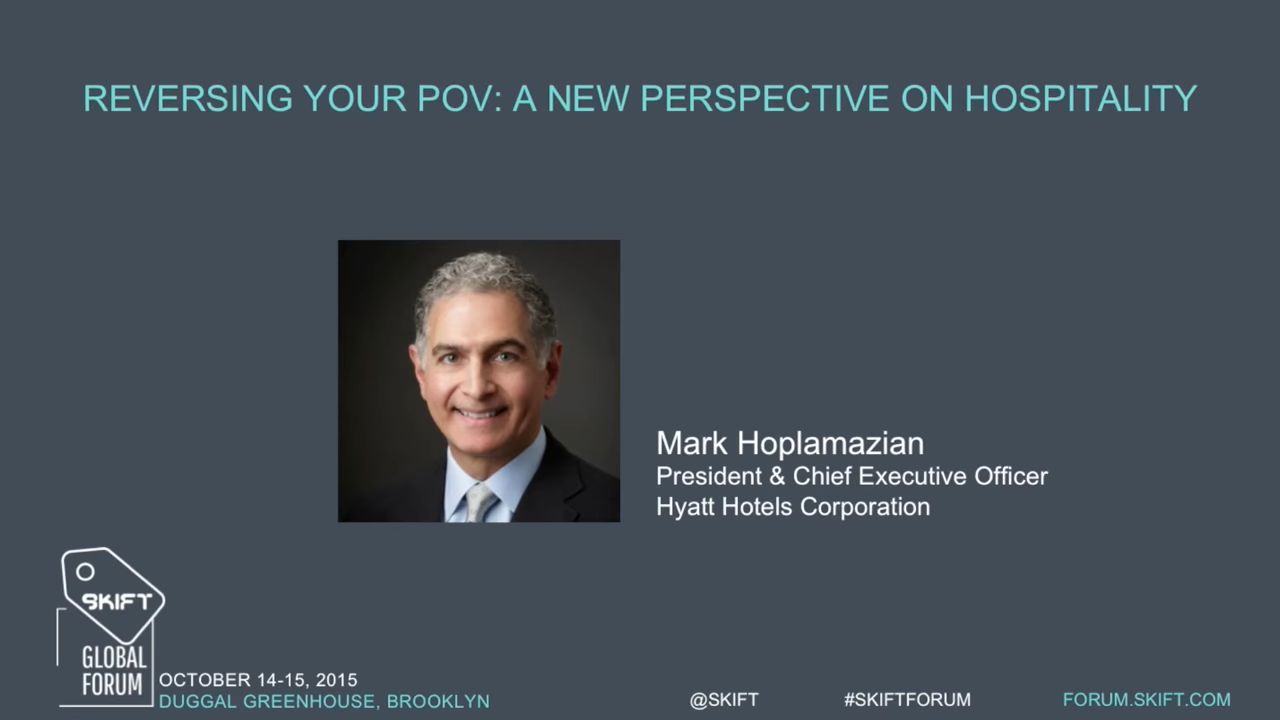 REVERSING YOUR POV: A NEW PERSPECTIVE ON HOSPITALITY
Mark Hoplamazian
President & Chief Executive Officer
Hyatt Hotels Corporation
SKIFT
GLOBAL
FORUM
OCTOBER 14-15, 2015
DUGGAL GREENHOUSE, BROOKLYN
@SKIFT
#SKIFTFORUM
FORUM.SKIFT.COM